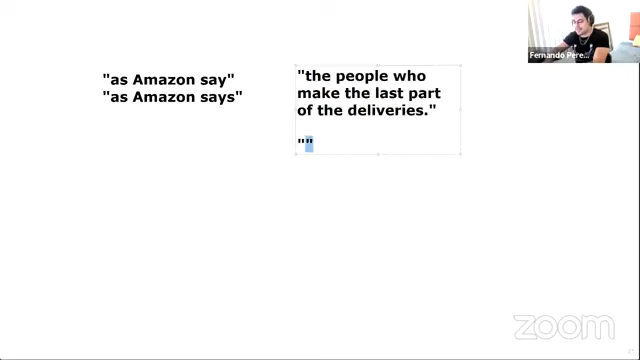 "as Amazon say"
"as Amazon says"
"the people who
make the last part
of the deliveries."
""
Fernando Pere...
zoom